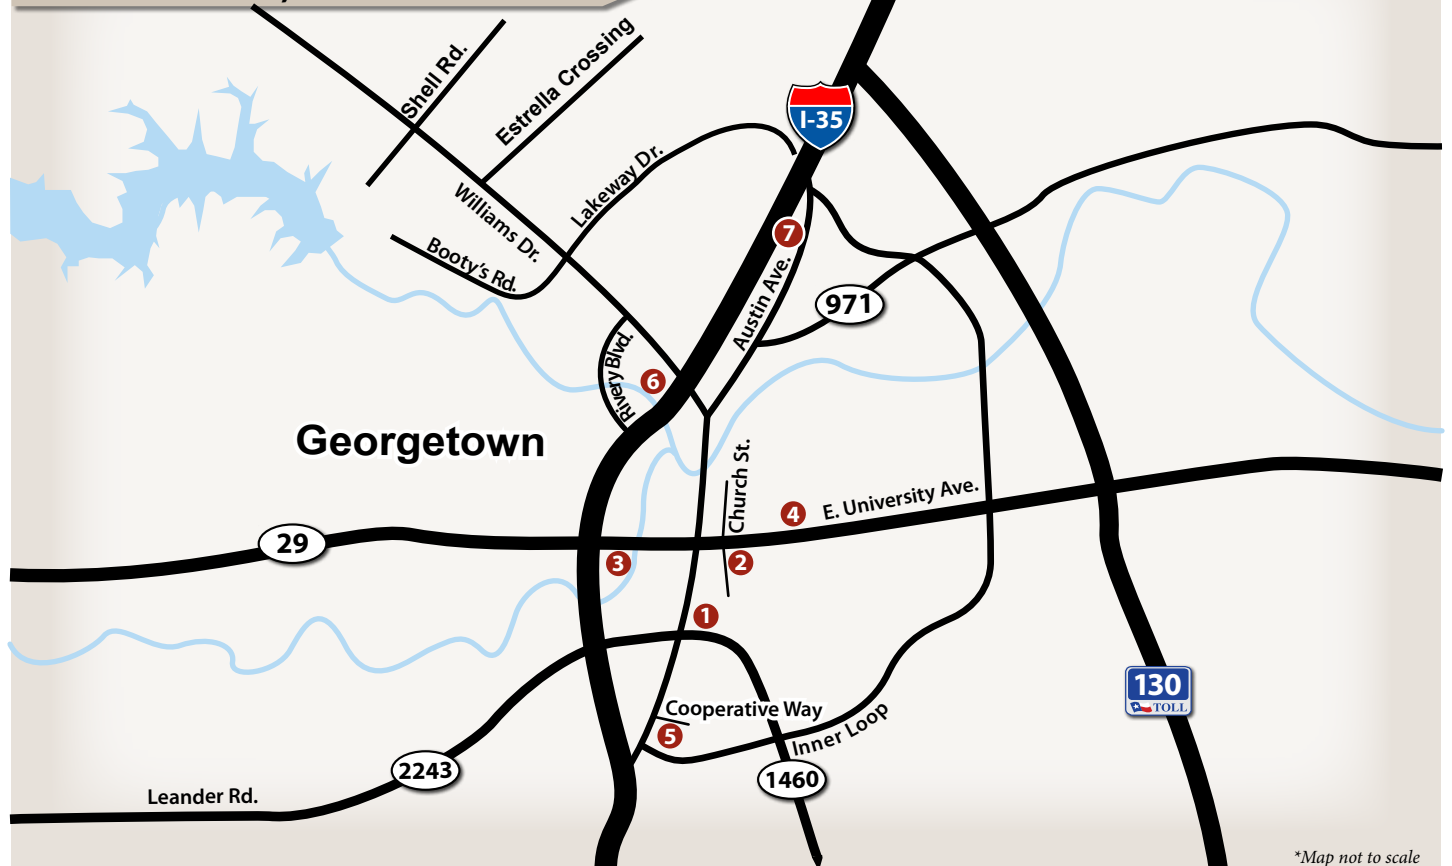 Shell Rd.
Estrella Crossing
I-35
Lakeway Dr.
Williams Dr.
Booty's Rd.
7
Austin Ave.
971
Rivery Blvd.
6
Georgetown
Church St.
4
E. University Ave.
29
3
2
1
130
TOLL
Cooperative Way
5
Inner Loop
2243
1460
Leander Rd.
*Map not to scale